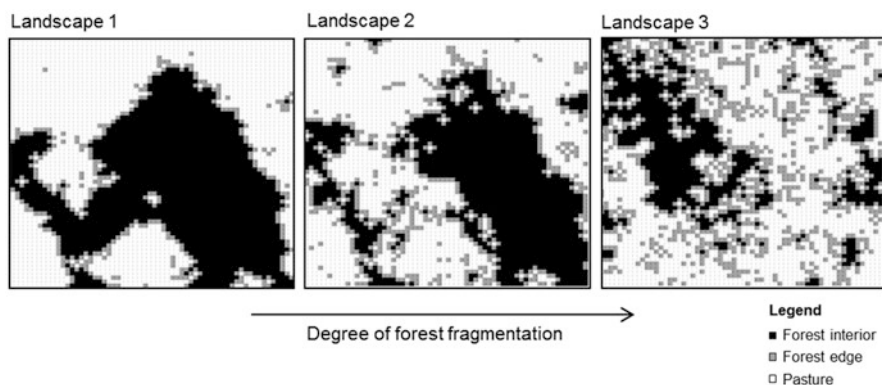 Landscape 1
Landscape 2
Landscape 3
Degree of forest fragmentation
Legend
Forest interior
Forest edge
Pasture